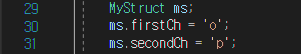 29 MyStruct ms;
30 ms.firstCh = 'o';
31 ms.secondCh = 'p';